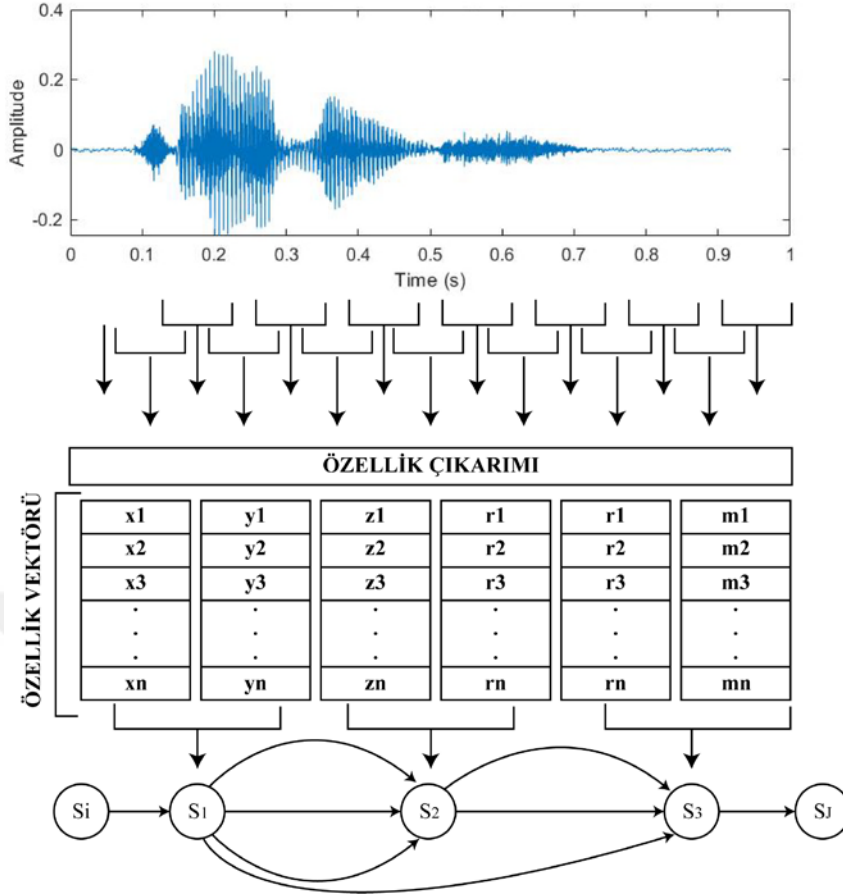 0.4
0.2
0
-0.2
Amplitude
0 0.1 0.2 0.3 0.4 0.5 0.6 0.7 0.8 0.9 1
Time (s)
ÖZELLİK ÇIKARIMI
ÖZELLİK VEKTÖRÜ
x1 y1 z1 r1 r1 m1
x2 y2 z2 r2 r2 m2
x3 y3 z3 r3 r3 m3
. . . . . .
. . . . . .
. . . . . .
xn yn zn rn rn mn
Si S1 S2 S3 SJ